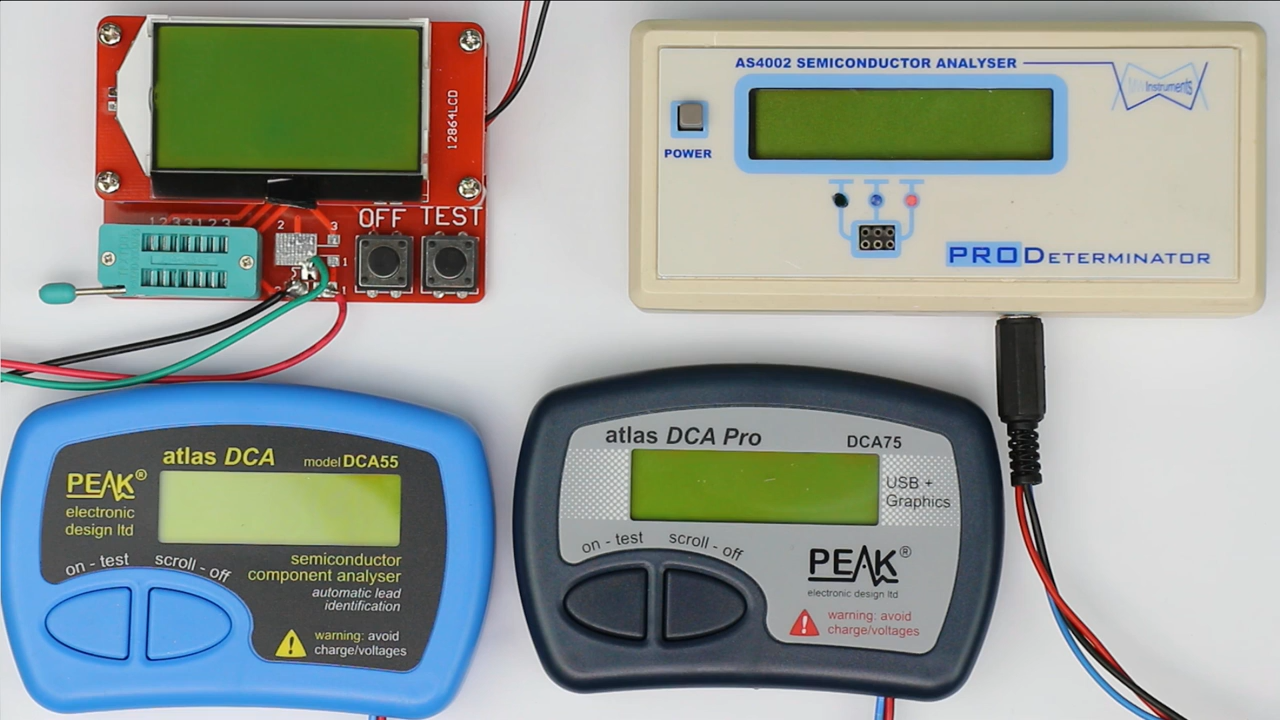 12864LCD
1 2 3 3 1 2 3
2
3
1
1
OFF TEST
AS4002 SEMICONDUCTOR ANALYSER
Instruments
POWER
PRODETERMINATOR
atlas DCA
model DCA55
PEAK®
electronic
design ltd
on - test
scroll - off
semiconductor
component analyser
automatic lead
identification
warning: avoid
charge/voltages
atlas DCA Pro
DCA75
USB +
Graphics
on - test
scroll - off
PEAK®
electronic design ltd
warning: avoid
charge/voltages